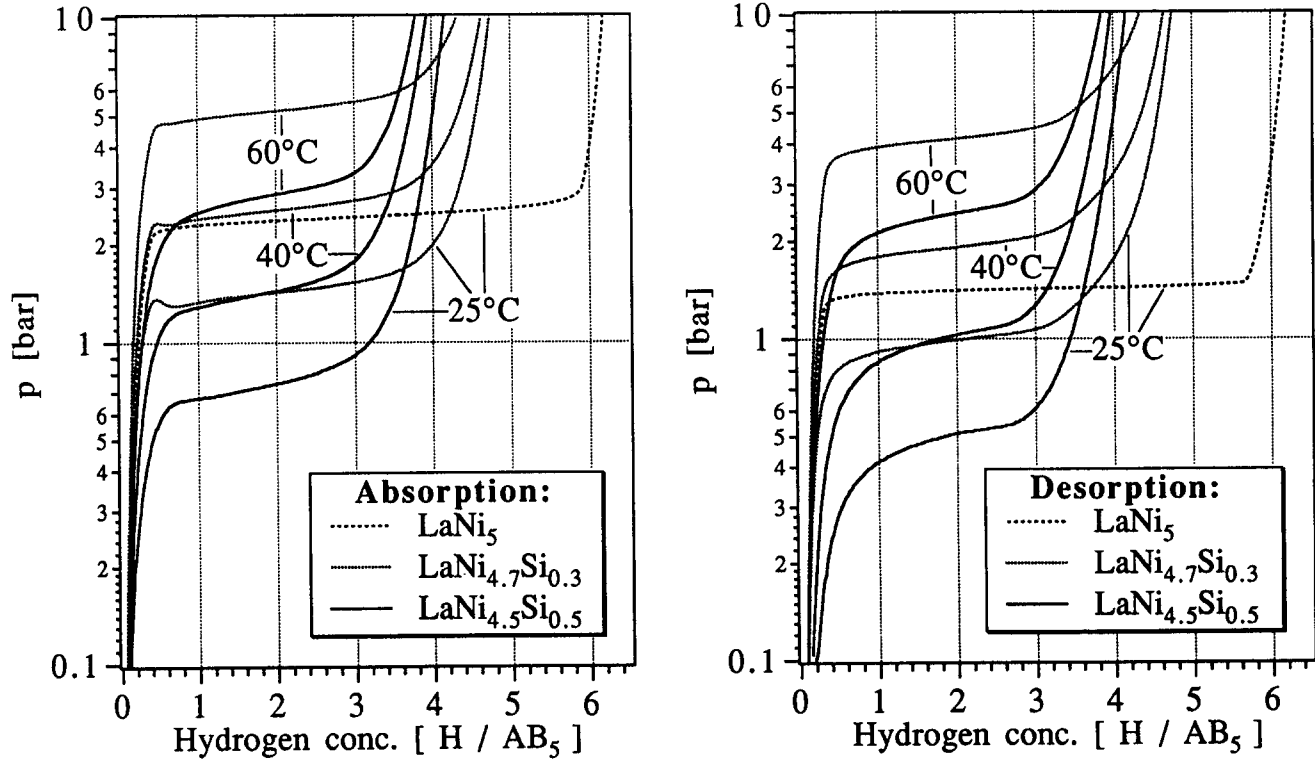 10
6
5
4
3
2
1
6
5
4
3
2
0.1
p [bar]
60°C
40°C
25°C
Absorption:
LaNi5
LaNi4.7Si0.3
LaNi4.5Si0.5
0 1 2 3 4 5 6
Hydrogen conc. [ H / AB5 ]
10
6
5
4
3
2
1
6
5
4
3
2
0.1
p [bar]
60°C
40°C
25°C
Desorption:
LaNi5
LaNi4.7Si0.3
LaNi4.5Si0.5
0 1 2 3 4 5 6
Hydrogen conc. [ H / AB5 ]